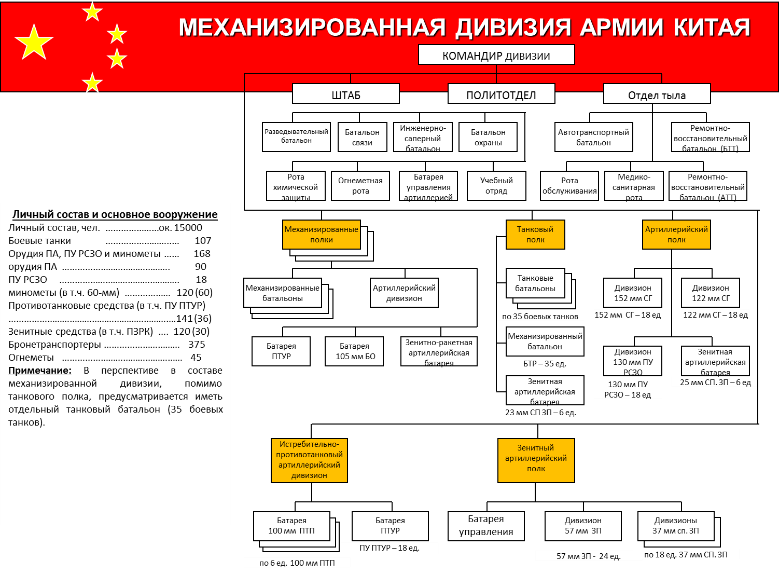 МЕХАНИЗИРОВАННАЯ ДИВИЗИЯ АРМИИ КИТАЯ
КОМАНДИР ДИВИЗИИ
ШТАБ
ПОЛИТОТДЕЛ
Отдел тыла
Разведывательный
батальон
Батальон
связи
Инженерно-
саперный
батальон
Батальон
охраны
Автотранспортный
батальон
Ремонтно-
восстановительный
батальон (БТТ)
Рота
химической
защиты
Огнеметная
рота
Батарея
управления
артиллерией
Учебный
отряд
Рота
обслуживания
Медико-
санитарная
рота
Ремонтно-
восстановительный
батальон (АТТ)
Личный состав и основное вооружение
Личный состав, чел. .....................ок. 15000
Боевые танки ............................. 107
Орудия ПА, ПУ РСЗО и минометы ...... 168
орудия ПА .......................................... 90
ПУ РСЗО .................................... 18
минометы (в т.ч. 60-мм) .................. 120 (60)
Противотанковые средства (в т.ч. ПУ ПТУР)
.................................................................141 (36)
Зенитные средства (в т.ч. ПЗРК) .... 120 (30)
Бронетранспортеры ................... 375
Огнеметы ............................................... 45
Примечание: В перспективе в составе
механизированной дивизии, помимо
танкового полка, предусматривается иметь
отдельный танковый батальон (35 боевых
танков).
Механизированные
полки
Танковый
полк
Артиллерийский
полк
Механизированные
батальоны
Артиллерийский
дивизион
Танковые
батальоны
по 35 боевых танков
Дивизион
152 мм СГ
152 мм СГ – 18 ед
Дивизион
122 мм СГ
122 мм СГ – 18 ед.
Батарея
ПТУР
Батарея
105 мм БО
Зенитно-ракетная
артиллерийская
батарея
Механизированный
батальон
БТР – 35 ед.
Дивизион
130 мм ПУ
РСЗО
130 мм ПУ
РСЗО – 18 ед
Зенитная
артиллерийская
батарея
25 мм СП. ЗП – 6 ед
Зенитная
артиллерийская
батарея
23 мм СП ЗП – 6 ед.
Истребительно-
противотанковый
артиллерийский
дивизион
Зенитный
артиллерийский
полк
Батарея
100 мм ПТП
по 6 ед. 100 мм ПТП
Батарея
ПТУР
ПУ ПТУР – 18 ед.
Батарея
управления
Дивизион
57 мм ЗП
57 мм ЗП - 24 ед.
Дивизионы
37 мм сп. ЗП
по 18 ед. 37 мм СП. ЗП